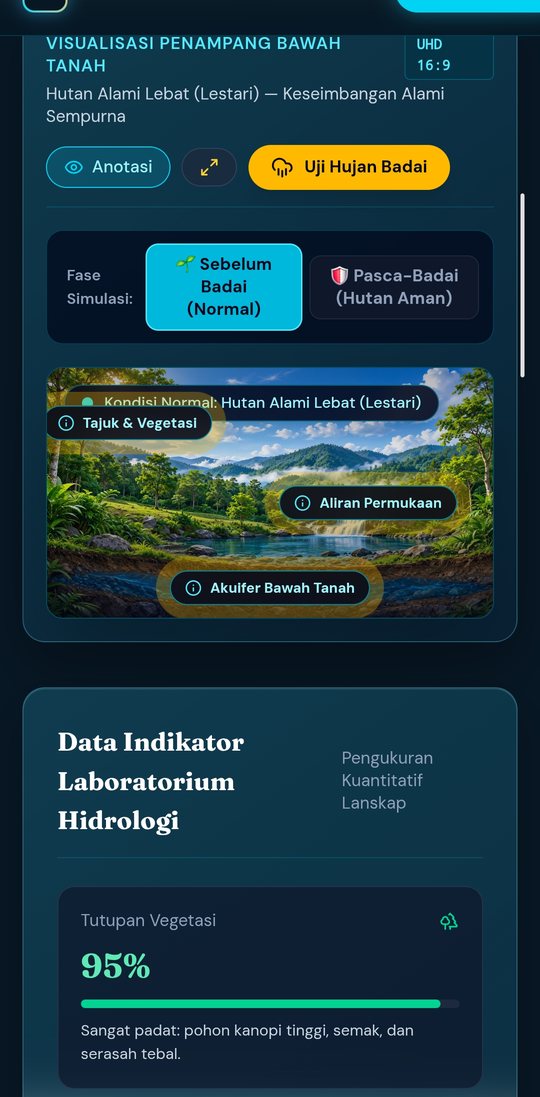 VISUALISASI PENAMPANG BAWAH
TANAH
UHD
16:9
Hutan Alami Lebat (Lestari) — Keseimbangan Alami
Sempurna
Anotasi
Uji Hujan Badai
Fase
Simulasi:
🌱 Sebelum
Badai
(Normal)
🛡️ Pasca-Badai
(Hutan Aman)
Kondisi Normal: Hutan Alami Lebat (Lestari)
Tajuk & Vegetasi
Aliran Permukaan
Akuifer Bawah Tanah
Data Indikator
Laboratorium
Hidrologi
Pengukuran
Kuantitatif
Lanskap
Tutupan Vegetasi
95%
Sangat padat: pohon kanopi tinggi, semak, dan
serasah tebal.